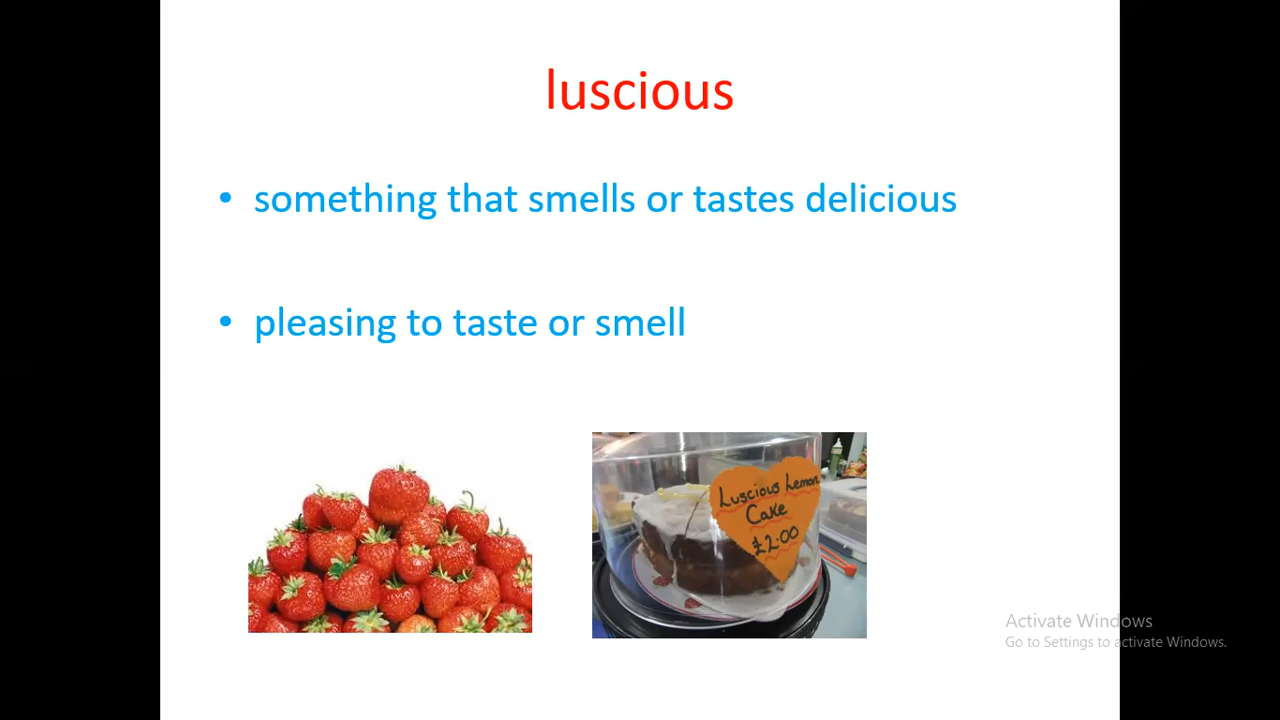 luscious
• something that smells or tastes delicious
• pleasing to taste or smell
Luscious Lemon
Cake
£2.00
Activate Windows
Go to Settings to activate Windows.